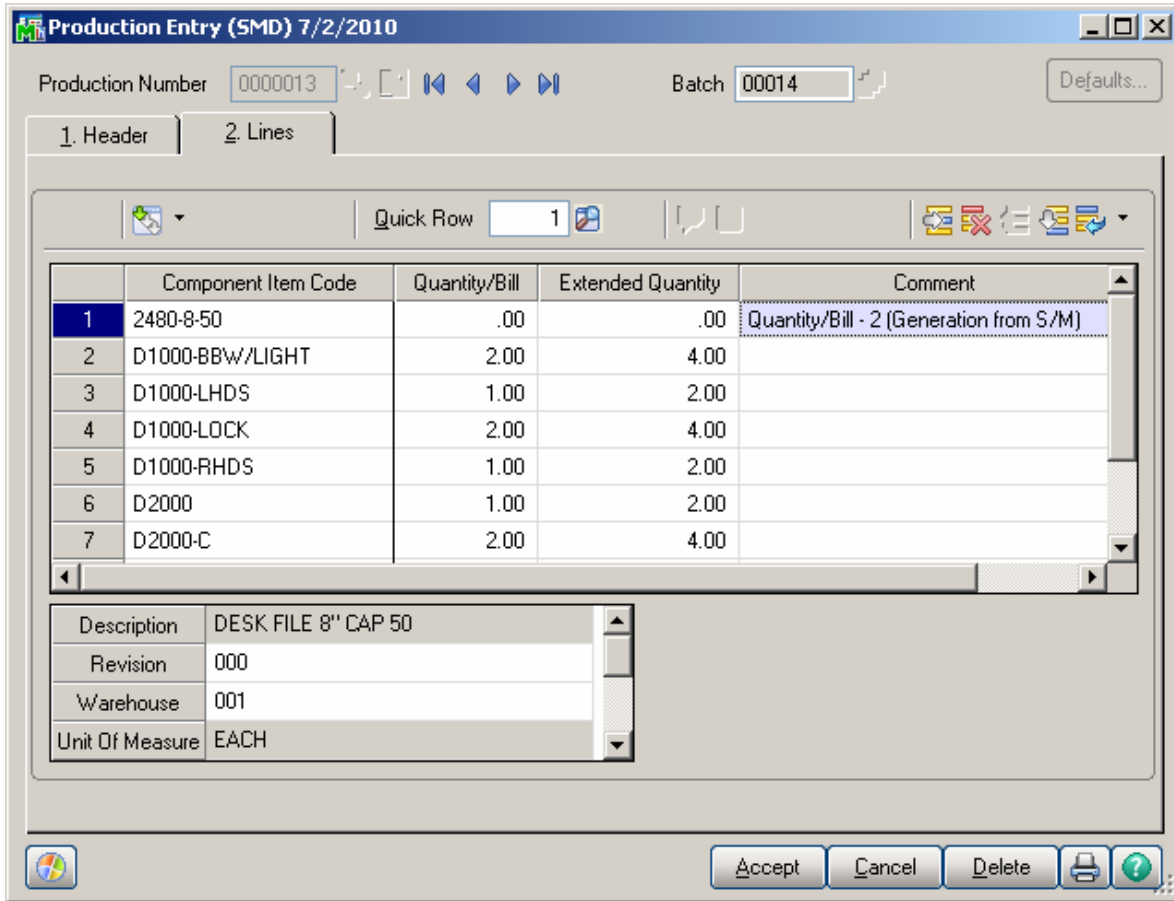 Production Entry (SMD) 7/2/2010
Production Number 0000013 Batch 00014 Defaults...
1. Header 2. Lines
Quick Row 1
Component Item Code Quantity/Bill Extended Quantity Comment
1 2480-8-50 .00 .00 Quantity/Bill - 2 (Generation from S/M)
2 D1000-BBW/LIGHT 2.00 4.00
3 D1000-LHDS 1.00 2.00
4 D1000-LOCK 2.00 4.00
5 D1000-RHDS 1.00 2.00
6 D2000 1.00 2.00
7 D2000-C 2.00 4.00
Description DESK FILE 8" CAP 50
Revision 000
Warehouse 001
Unit Of Measure EACH
Accept Cancel Delete ?